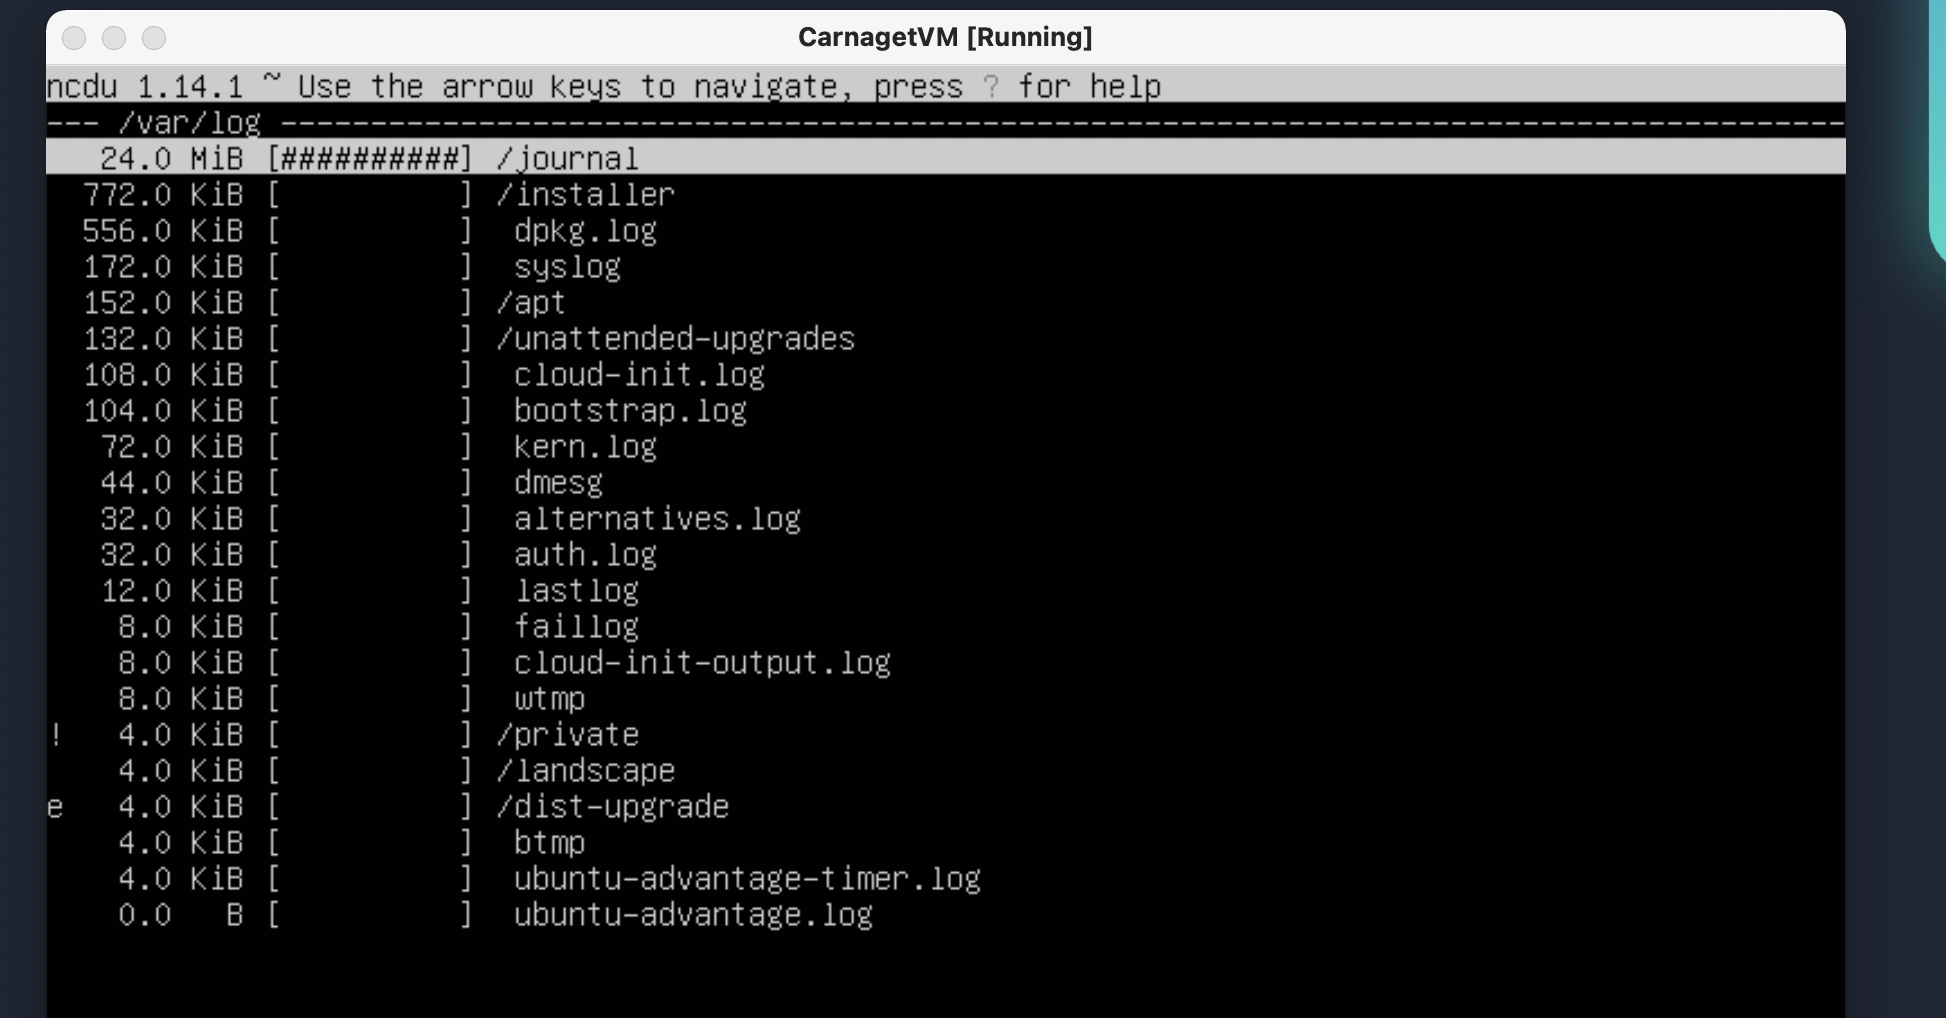 CarnagetVM [Running]
ncdu 1.14.1 ~ Use the arrow keys to navigate, press ? for help
--- /var/log ---------------------------------------------------------------------------------------
   24.0 MiB [##########] /journal
  772.0 KiB [          ] /installer
  556.0 KiB [          ]  dpkg.log
  172.0 KiB [          ]  syslog
  152.0 KiB [          ] /apt
  132.0 KiB [          ] /unattended-upgrades
  108.0 KiB [          ]  cloud-init.log
  104.0 KiB [          ]  bootstrap.log
   72.0 KiB [          ]  kern.log
   44.0 KiB [          ]  dmesg
   32.0 KiB [          ]  alternatives.log
   32.0 KiB [          ]  auth.log
   12.0 KiB [          ]  lastlog
    8.0 KiB [          ]  faillog
    8.0 KiB [          ]  cloud-init-output.log
    8.0 KiB [          ]  wtmp
!   4.0 KiB [          ] /private
    4.0 KiB [          ] /landscape
e   4.0 KiB [          ] /dist-upgrade
    4.0 KiB [          ]  btmp
    4.0 KiB [          ]  ubuntu-advantage-timer.log
    0.0   B [          ]  ubuntu-advantage.log